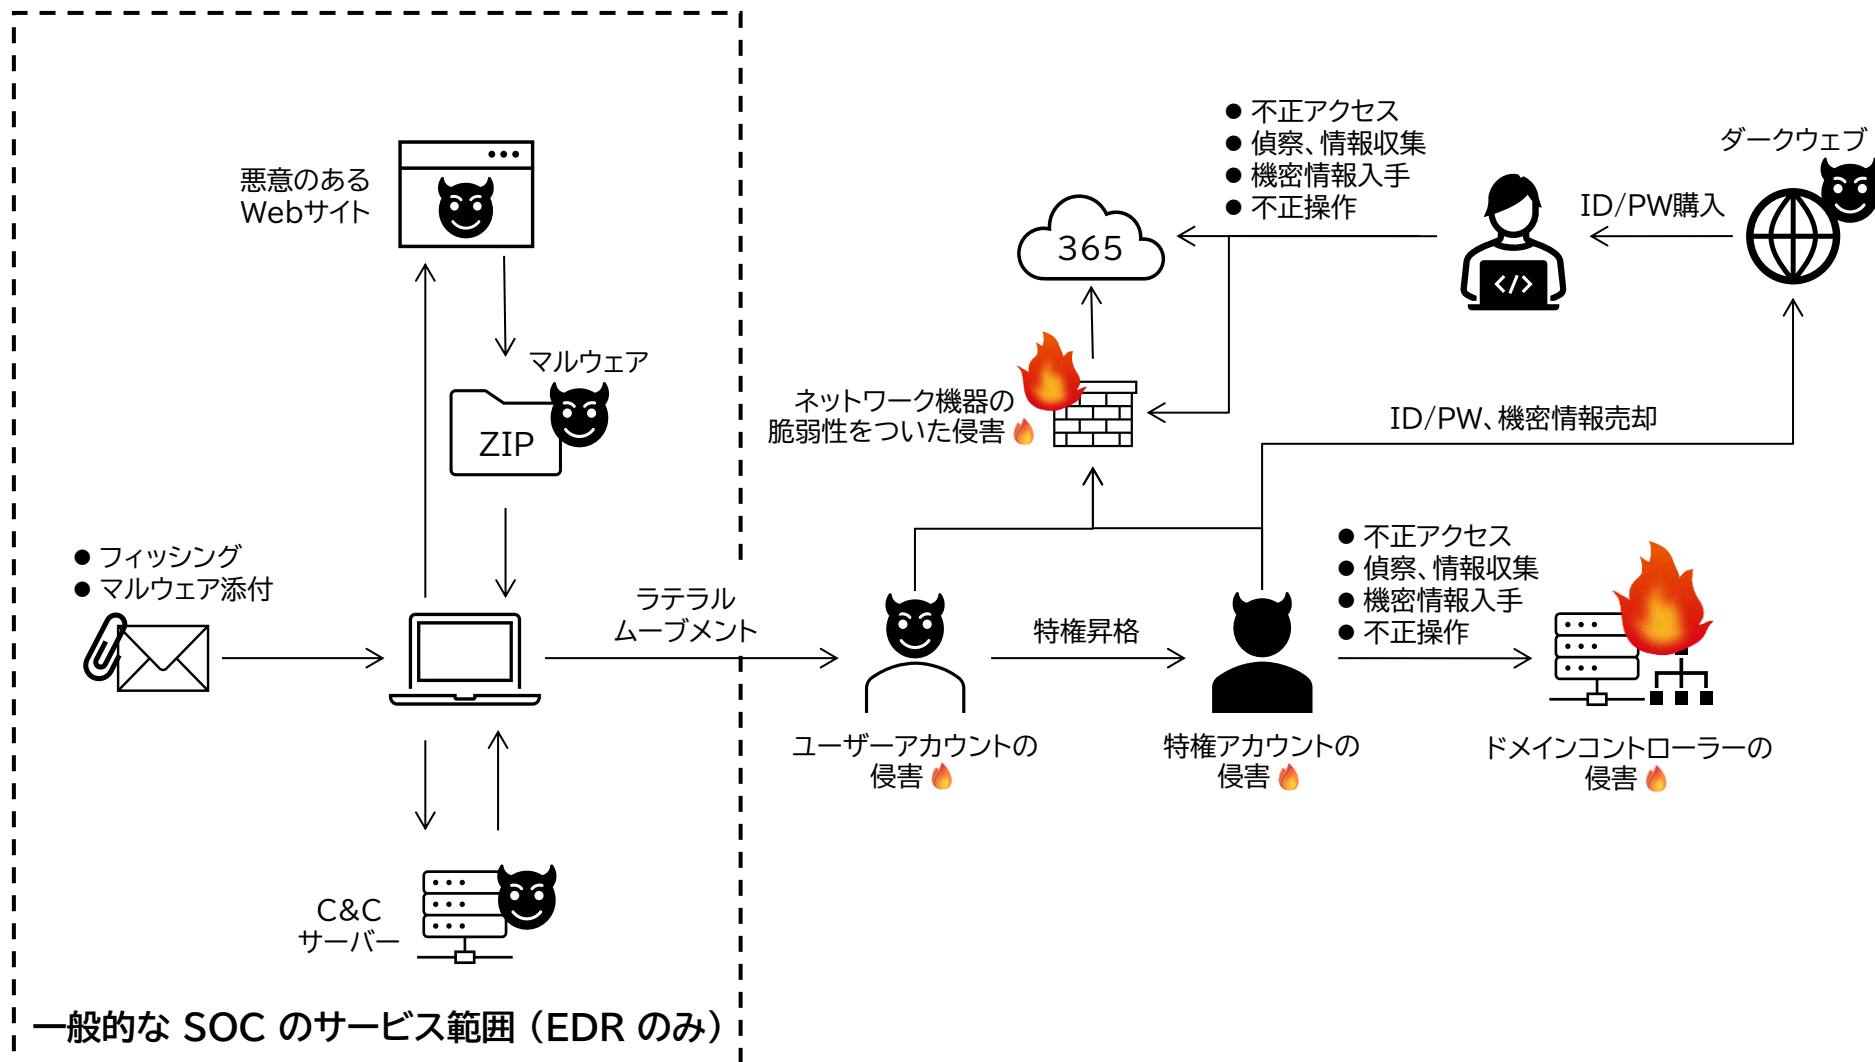 悪意のある
Webサイト
マルウェア
ZIP
● フィッシング
● マルウェア添付
ラテラル
ムーブメント
C&C
サーバー
一般的な SOC のサービス範囲（EDR のみ）
● 不正アクセス
● 偵察、情報収集
● 機密情報入手
● 不正操作
365
ダークウェブ
ID/PW購入
</>
ネットワーク機器の
脆弱性をついた侵害🔥
ID/PW、機密情報売却
特権昇格
● 不正アクセス
● 偵察、情報収集
● 機密情報入手
● 不正操作
ユーザーアカウントの
侵害🔥
特権アカウントの
侵害🔥
ドメインコントローラーの
侵害🔥